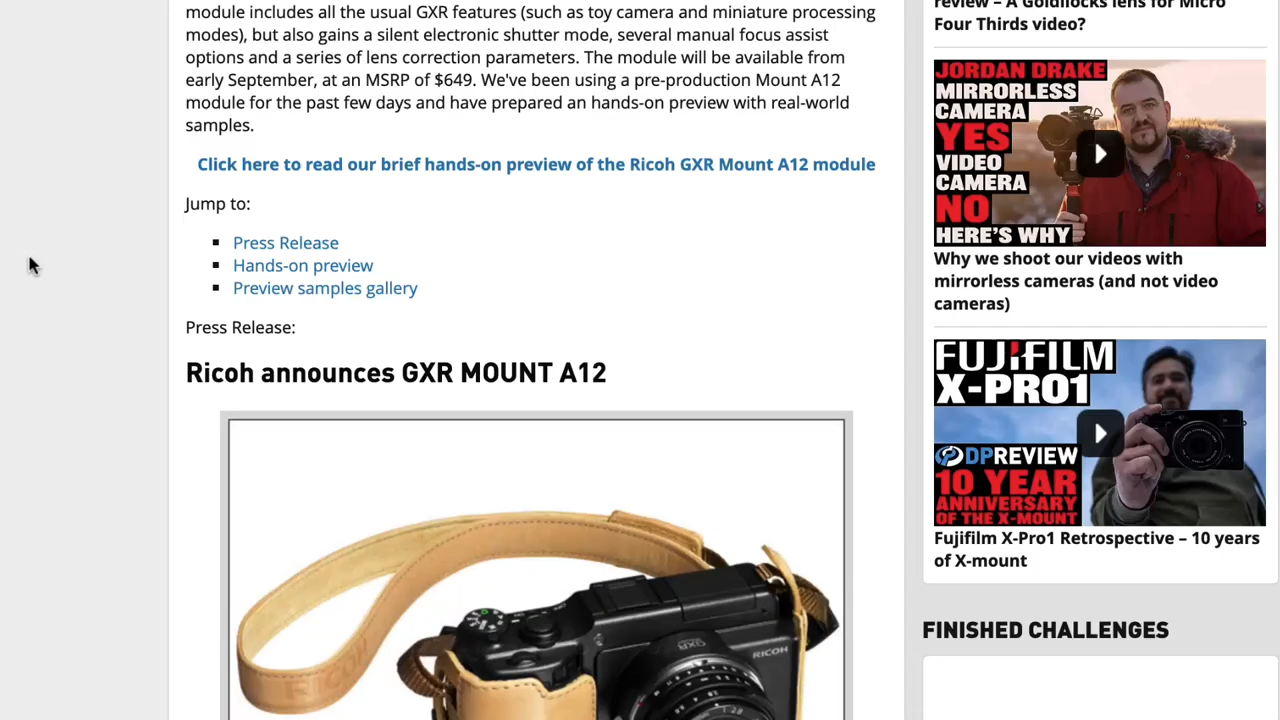 module includes all the usual GXR features (such as toy camera and miniature processing
modes), but also gains a silent electronic shutter mode, several manual focus assist
options and a series of lens correction parameters. The module will be available from
early September, at an MSRP of $649. We've been using a pre-production Mount A12
module for the past few days and have prepared an hands-on preview with real-world
samples.
Click here to read our brief hands-on preview of the Ricoh GXR Mount A12 module
Jump to:
Press Release
Hands-on preview
Preview samples gallery
Press Release:
Ricoh announces GXR MOUNT A12
RICOH
GXR
RICOH
review – A Goldilocks lens for Micro
Four Thirds video?
JORDAN DRAKE
MIRRORLESS
CAMERA
YES
VIDEO
CAMERA
NO
HERE'S WHY
Why we shoot our videos with
mirrorless cameras (and not video
cameras)
FUJIFILM
X-PRO1
DPREVIEW
10 YEAR
ANNIVERSARY
OF THE X-MOUNT
Fujifilm X-Pro1 Retrospective – 10 years
of X-mount
FINISHED CHALLENGES